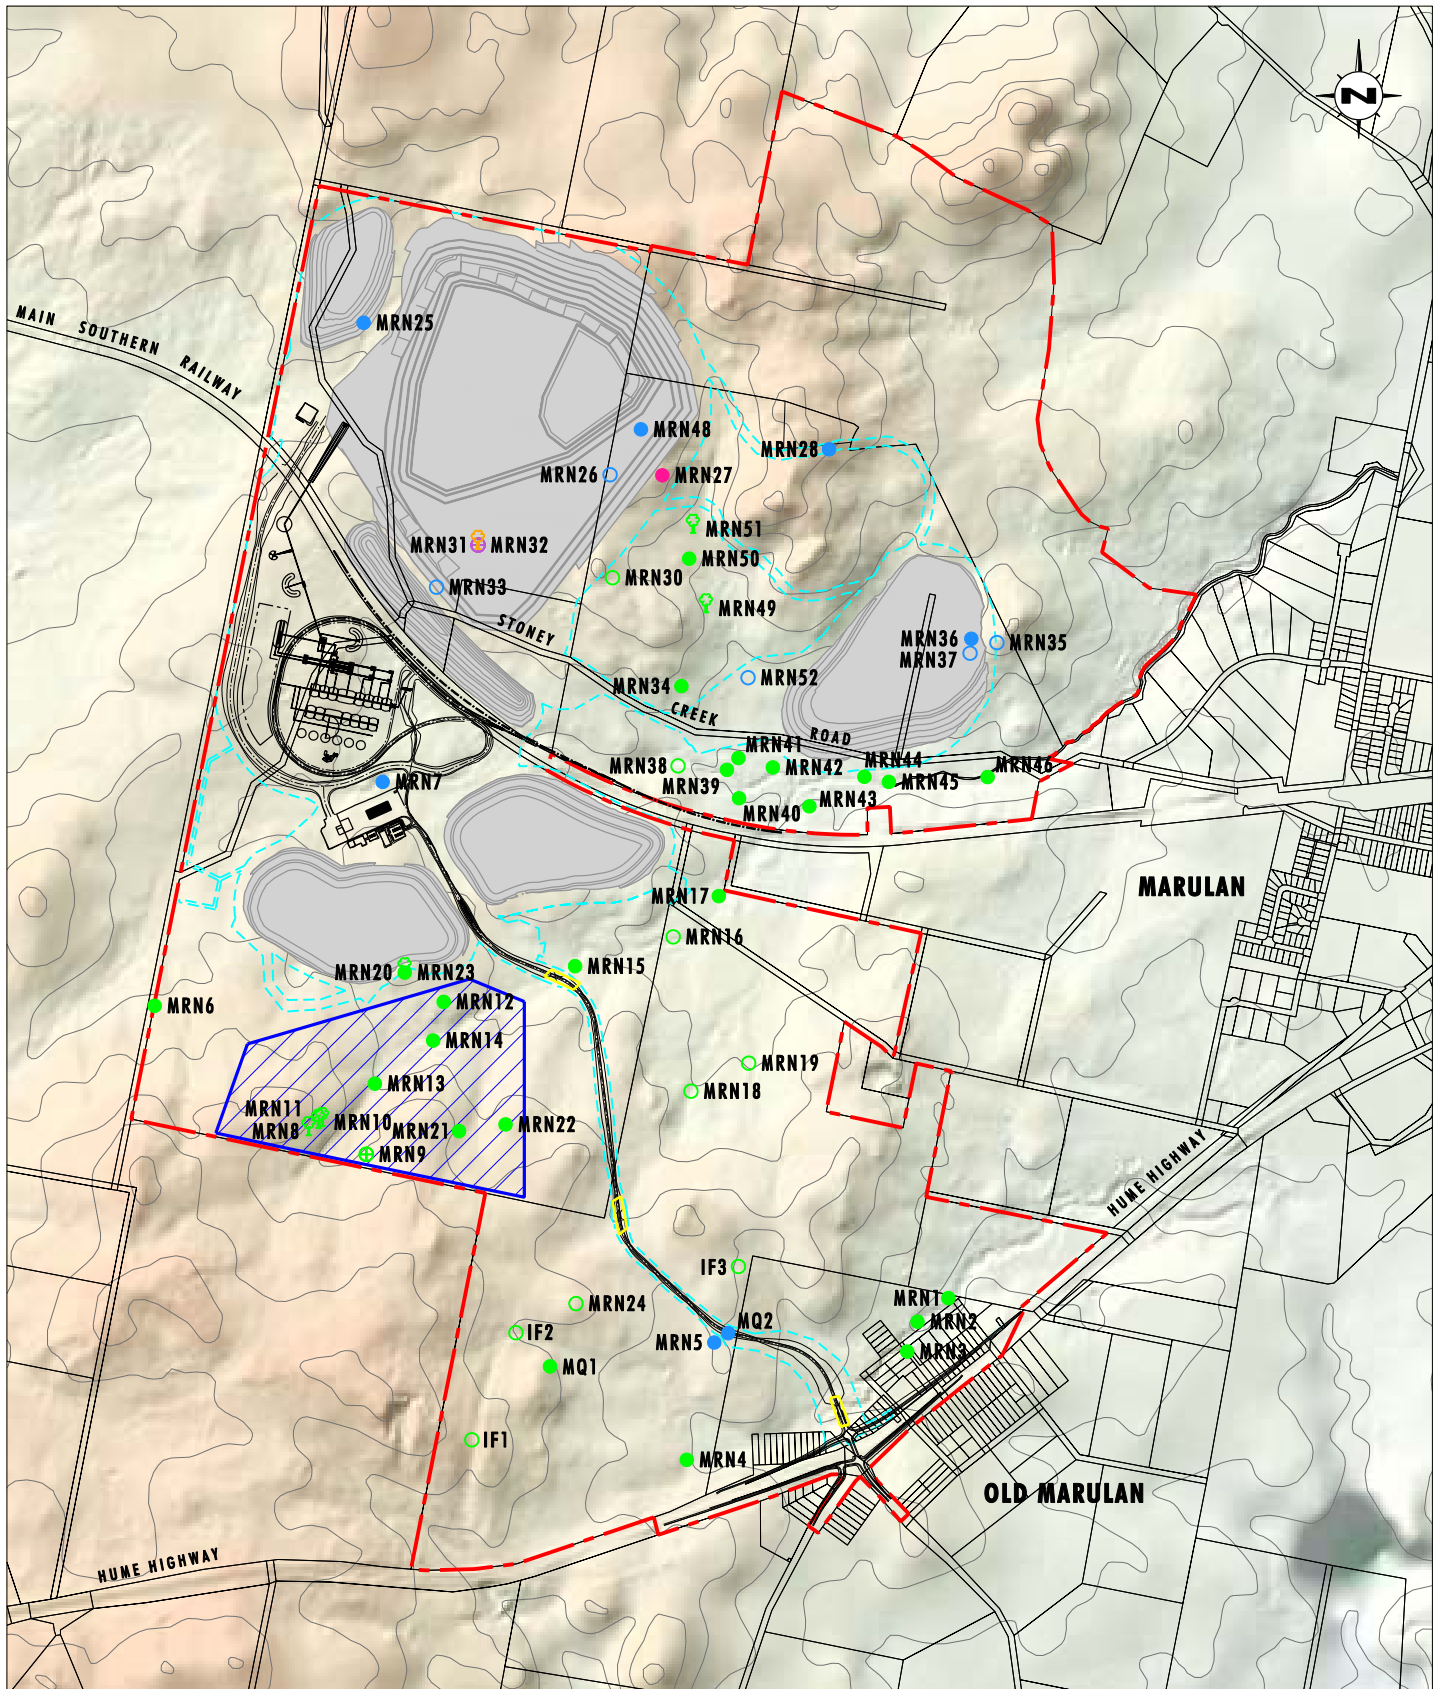 N
MAIN SOUTHERN RAILWAY
MRN25
MRN48
MRN28
MRN26
MRN27
MRN51
MRN31
MRN32
MRN50
MRN30
MRN33
MRN49
STONEY
MRN36
MRN35
MRN37
MRN52
MRN34
CREEK
ROAD
MRN41
MRN38
MRN42
MRN44
MRN46
MRN7
MRN39
MRN45
MRN43
MRN40
MARULAN
MRN17
MRN16
MRN15
MRN20
MRN23
MRN6
MRN12
MRN14
MRN19
MRN13
MRN18
MRN11
MRN10
MRN8
MRN21
MRN22
MRN9
HUME HIGHWAY
IF3
MRN24
MRN1
IF2
MQ2
MRN2
MRN5
MRN3
MQ1
IF1
MRN4
OLD MARULAN
HUME HIGHWAY